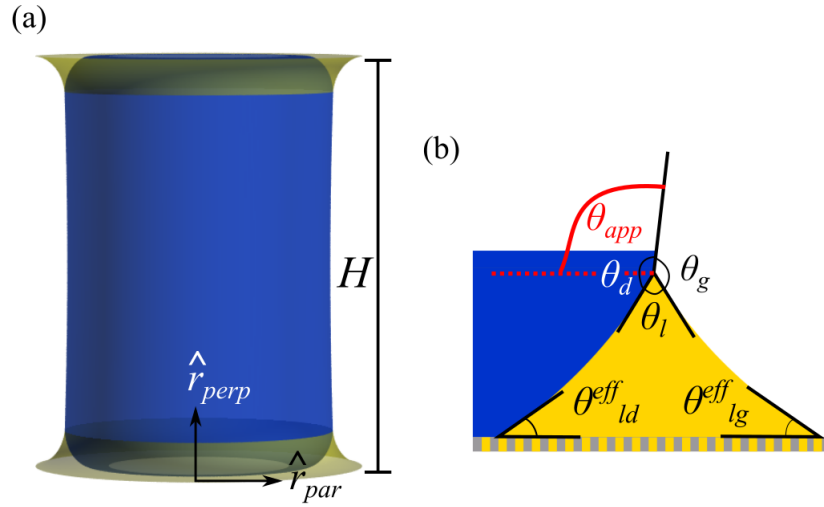 (a)
H
r̂perp
r̂par
(b)
θapp
θd
θg
θl
θeffld
θefflg